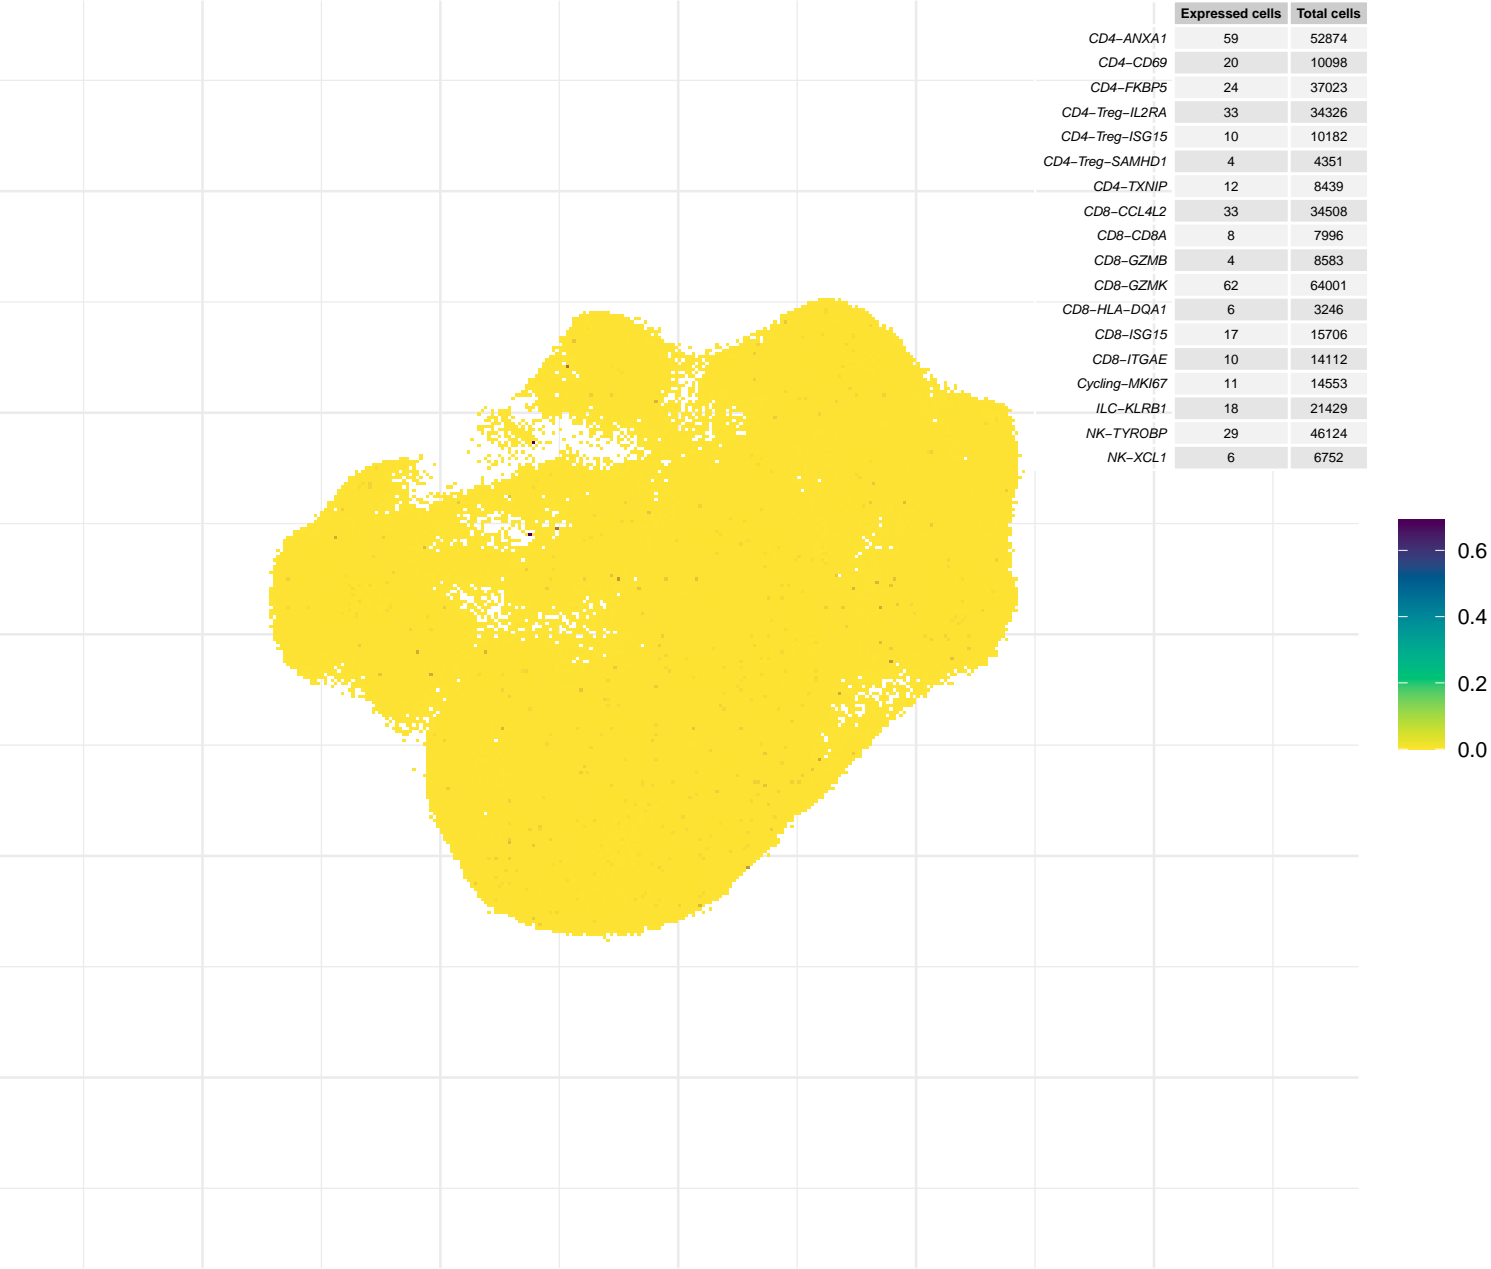 Expressed cells Total cells
CD4−ANXA1 59 52874
CD4−CD69 20 10098
CD4−FKBP5 24 37023
CD4−Treg−IL2RA 33 34326
CD4−Treg−ISG15 10 10182
CD4−Treg−SAMHD1 4 4351
CD4−TXNIP 12 8439
CD8−CCL4L2 33 34508
CD8−CD8A 8 7996
CD8−GZMB 4 8583
CD8−GZMK 62 64001
CD8−HLA−DQA1 6 3246
CD8−ISG15 17 15706
CD8−ITGAE 10 14112
Cycling−MKI67 11 14553
ILC−KLRB1 18 21429
NK−TYROBP 29 46124
NK−XCL1 6 6752
0.6
0.4
0.2
0.0